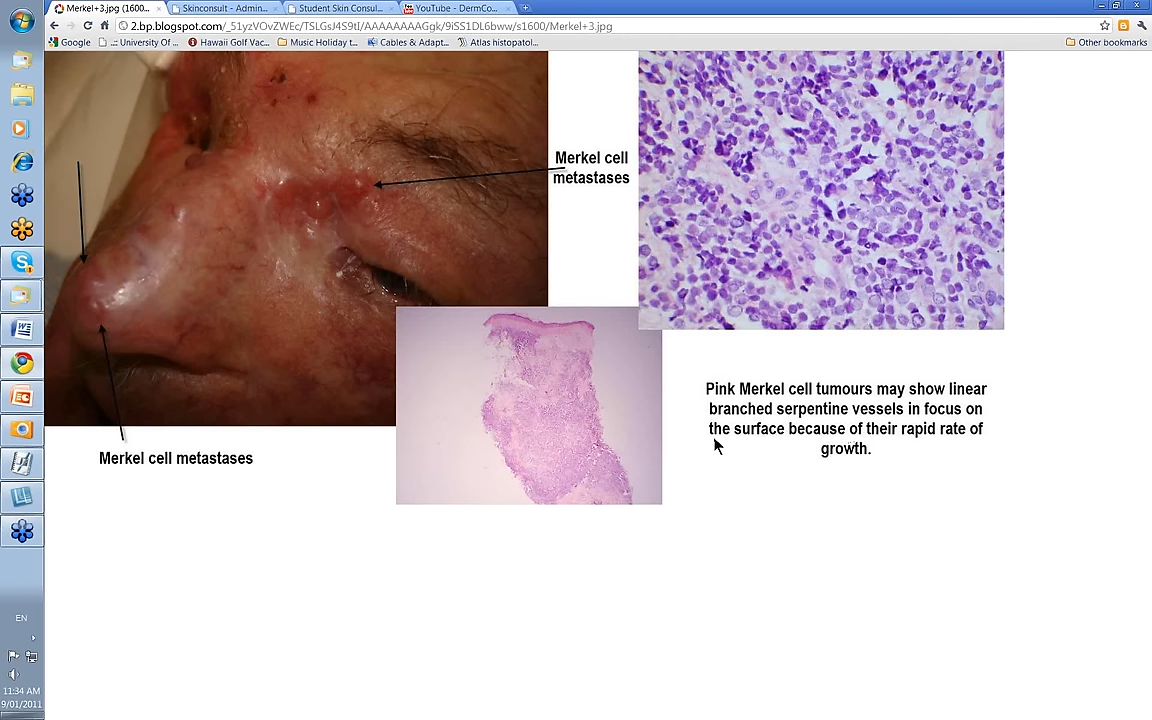 Merkel+3.jpg (1600...
Skinconsult - Admin...
Student Skin Consul...
YouTube - DermCo...
2.bp.blogspot.com/_51yzVOvZWEc/TSLGsJ4S9tI/AAAAAAAAGgk/9iSS1DL6bww/s1600/Merkel+3.jpg
Google
..:: University Of ...
Hawaii Golf Vac...
Music Holiday t...
Cables & Adapt...
Atlas histopatol...
Other bookmarks
Merkel cell
metastases
Pink Merkel cell tumours may show linear
branched serpentine vessels in focus on
the surface because of their rapid rate of
growth.
Merkel cell metastases
EN
11:34 AM
9/01/2011